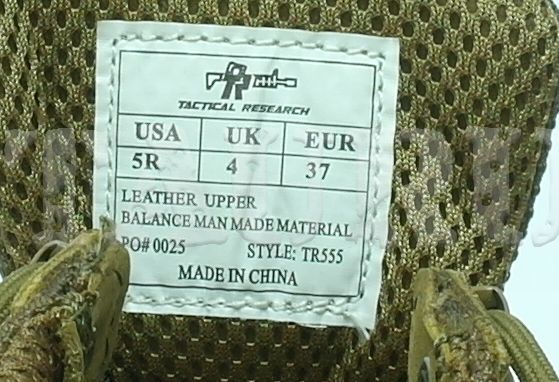 TACTICAL RESEARCH
USA UK EUR
5R 4 37
LEATHER UPPER
BALANCE MAN MADE MATERIAL
PO# 0025 STYLE: TR555
MADE IN CHINA